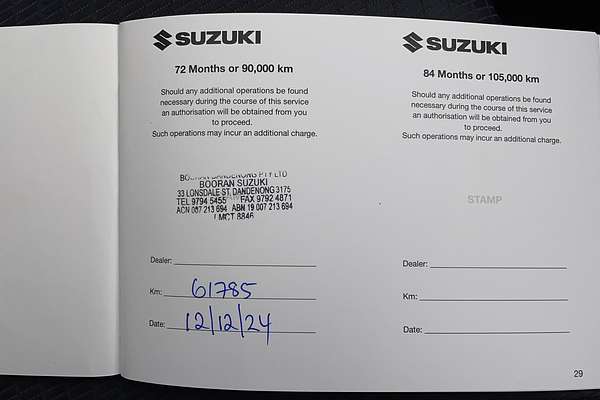 SUZUKI
72 Months or 90,000 km
Should any additional operations be found
necessary during the course of this service
an authorisation will be obtained from you
to proceed.
Such operations may incur an additional charge.
BOORAN DANDENONG PTY LTD
BOORAN SUZUKI
33 LONSDALE ST, DANDENONG 3175
TEL 9794 5455 FAX 9792 4871
ACN 007 213 694 ABN 19 007 213 694
LMCT 8846
Dealer:
Km: 61785
Date: 12/12/24
SUZUKI
84 Months or 105,000 km
Should any additional operations be found
necessary during the course of this service
an authorisation will be obtained from you
to proceed.
Such operations may incur an additional charge.
STAMP
Dealer:
Km:
Date:
29